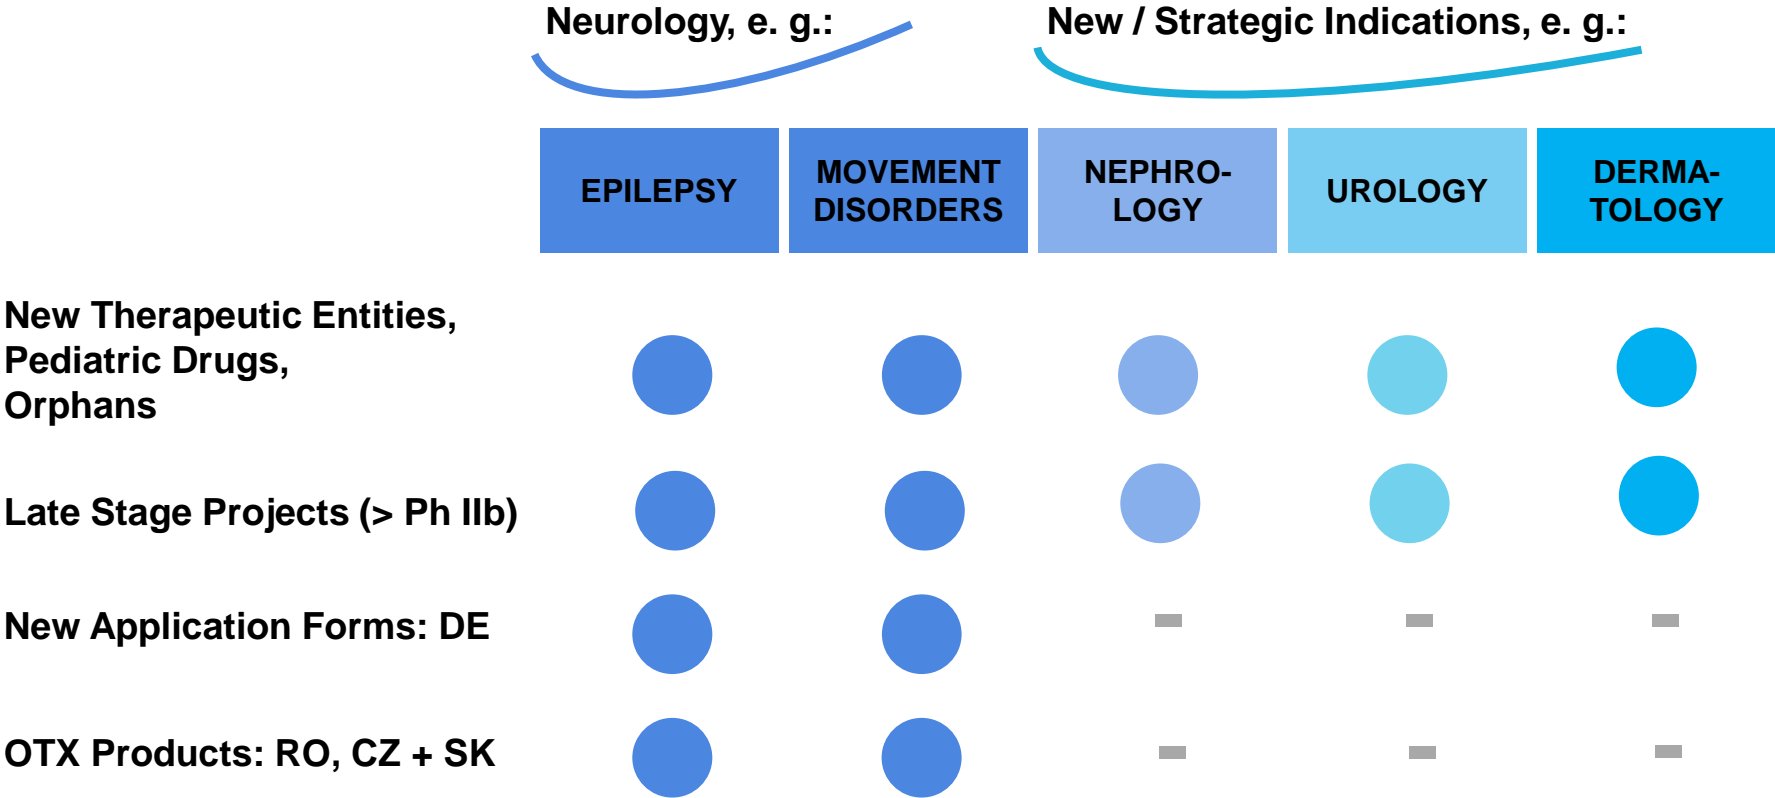 Neurology, e. g.:
New / Strategic Indications, e. g.:
EPILEPSY
MOVEMENT
DISORDERS
NEPHRO-
LOGY
UROLOGY
DERMA-
TOLOGY
New Therapeutic Entities,
Pediatric Drugs,
Orphans
Late Stage Projects (> Ph IIb)
New Application Forms: DE
OTX Products: RO, CZ + SK